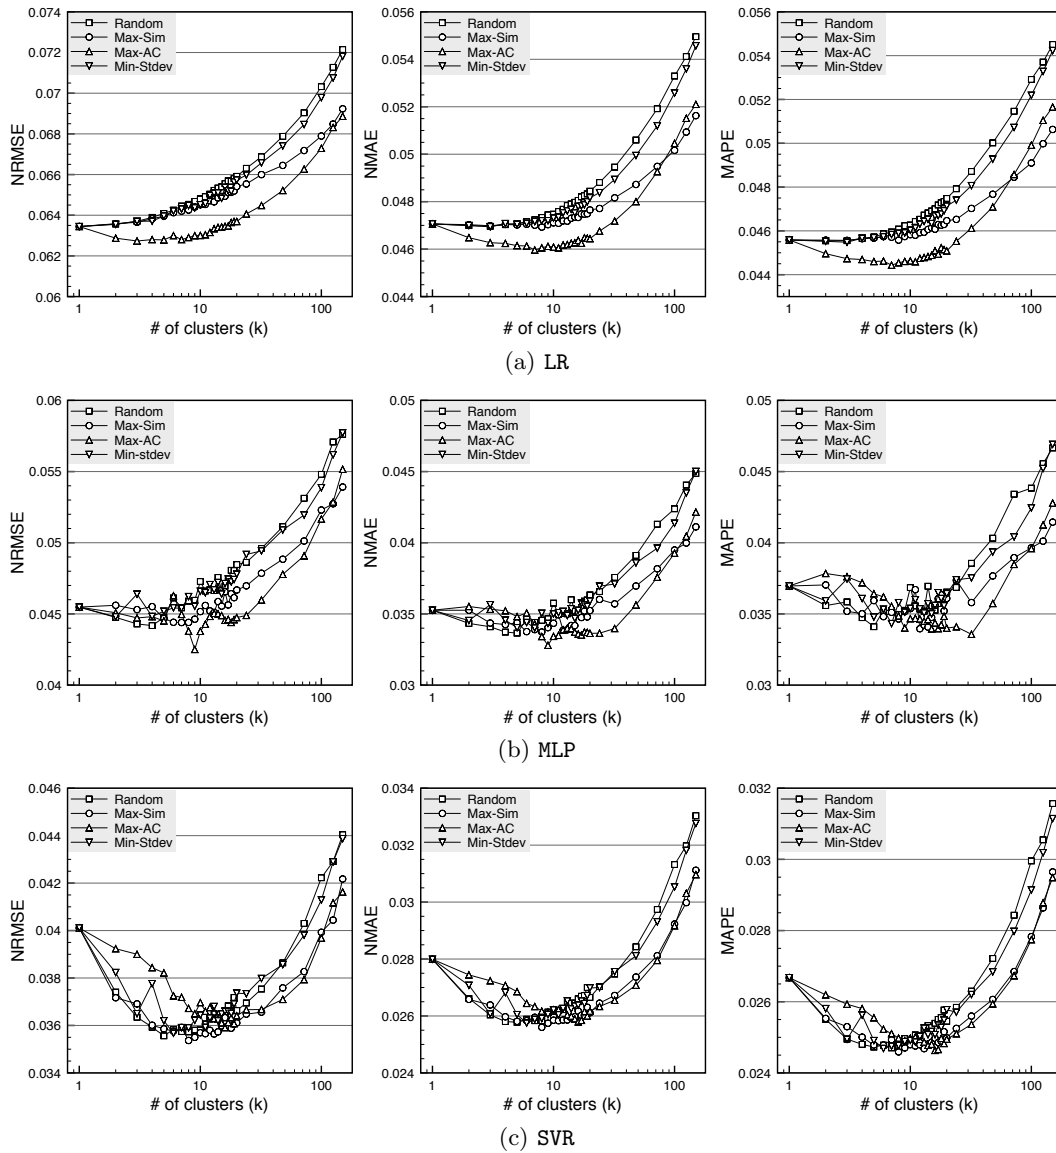 0.074
0.072
0.07
0.068
0.066
0.064
0.062
0.06
NRMSE
Random
Max-Sim
Max-AC
Min-Stdev
1
10
100
# of clusters (k)
0.056
0.054
0.052
0.05
0.048
0.046
0.044
NMAE
Random
Max-Sim
Max-AC
Min-Stdev
1
10
100
# of clusters (k)
0.056
0.054
0.052
0.05
0.048
0.046
0.044
MAPE
Random
Max-Sim
Max-AC
Min-Stdev
1
10
100
# of clusters (k)
(a) LR
0.06
0.055
0.05
0.045
0.04
NRMSE
Random
Max-Sim
Max-AC
Min-stdev
1
10
100
# of clusters (k)
0.05
0.045
0.04
0.035
0.03
NMAE
Random
Max-Sim
Max-AC
Min-Stdev
1
10
100
# of clusters (k)
0.05
0.045
0.04
0.035
0.03
MAPE
Random
Max-Sim
Max-AC
Min-Stdev
1
10
100
# of clusters (k)
(b) MLP
0.046
0.044
0.042
0.04
0.038
0.036
0.034
NRMSE
Random
Max-Sim
Max-AC
Min-Stdev
1
10
100
# of clusters (k)
0.034
0.032
0.03
0.028
0.026
0.024
NMAE
Random
Max-Sim
Max-AC
Min-Stdev
1
10
100
# of clusters (k)
0.032
0.03
0.028
0.026
0.024
MAPE
Random
Max-Sim
Max-AC
Min-Stdev
1
10
100
# of clusters (k)
(c) SVR